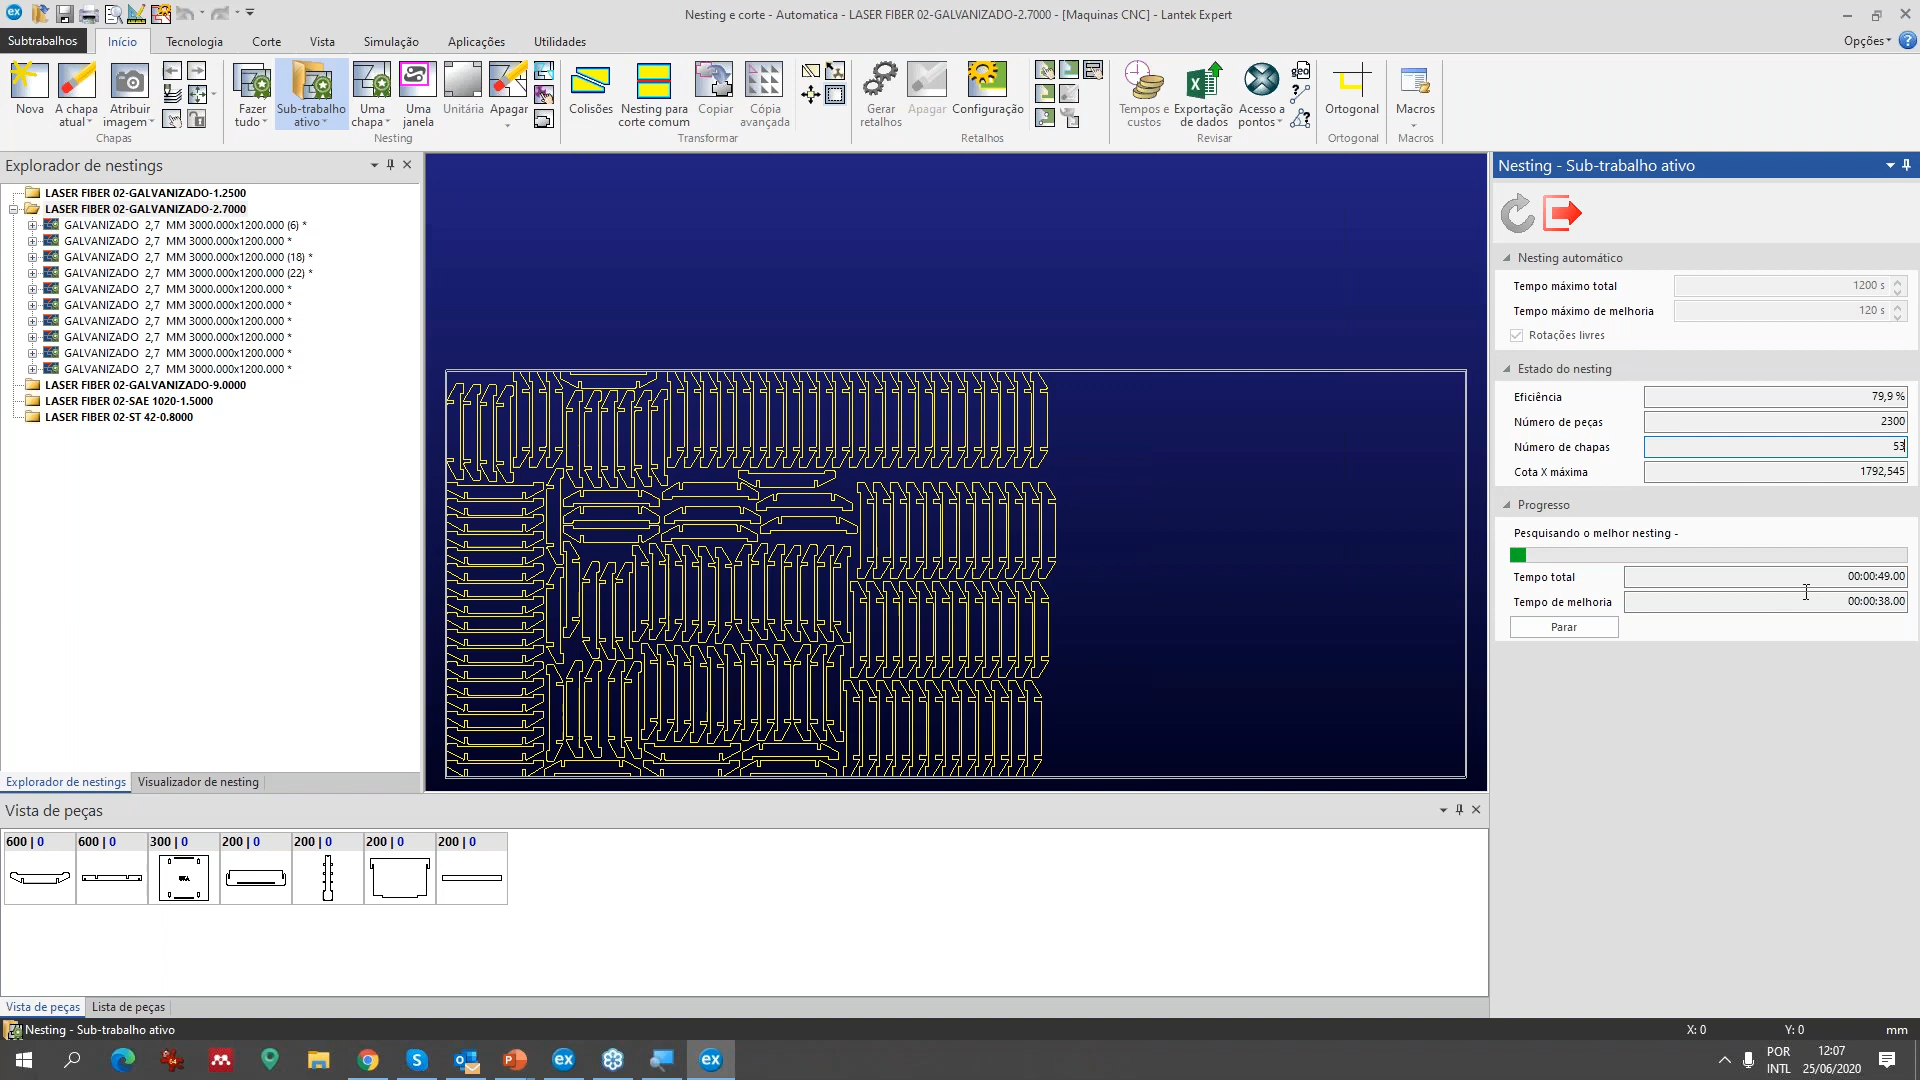 Nesting e corte - Automatica - LASER FIBER 02-GALVANIZADO-2.7000 - [Maquinas CNC] - Lantek Expert
Subtrabalhos Início Tecnologia Corte Vista Simulação Aplicações Utilidades Opções
Nova A chapa atual Atribuir imagem Fazer tudo Sub-trabalho ativo Uma chapa Uma janela Unitária Apagar Colisões Nesting para corte comum Copiar Cópia avançada Gerar retalhos Apagar Configuração Tempos e custos Exportação de dados Acesso a pontos Ortogonal Macros
Chapas Nesting Transformar Retalhos Revisar Ortogonal Macros
Explorador de nestings
LASER FIBER 02-GALVANIZADO-1.2500
LASER FIBER 02-GALVANIZADO-2.7000
GALVANIZADO 2,7 MM 3000.000x1200.000 (6) *
GALVANIZADO 2,7 MM 3000.000x1200.000 *
GALVANIZADO 2,7 MM 3000.000x1200.000 (18) *
GALVANIZADO 2,7 MM 3000.000x1200.000 (22) *
GALVANIZADO 2,7 MM 3000.000x1200.000 *
GALVANIZADO 2,7 MM 3000.000x1200.000 *
GALVANIZADO 2,7 MM 3000.000x1200.000 *
GALVANIZADO 2,7 MM 3000.000x1200.000 *
GALVANIZADO 2,7 MM 3000.000x1200.000 *
GALVANIZADO 2,7 MM 3000.000x1200.000 *
LASER FIBER 02-GALVANIZADO-9.0000
LASER FIBER 02-SAE 1020-1.5000
LASER FIBER 02-ST 42-0.8000
Explorador de nestings Visualizador de nesting
Nesting - Sub-trabalho ativo
Nesting automático
Tempo máximo total 1200 s
Tempo máximo de melhoria 120 s
Rotações livres
Estado do nesting
Eficiência 79,9 %
Número de peças 2300
Número de chapas 53
Cota X máxima 1792,545
Progresso
Pesquisando o melhor nesting -
Tempo total 00:00:49.00
Tempo de melhoria 00:00:38.00
Parar
Vista de peças
600 | 0 600 | 0 300 | 0 200 | 0 200 | 0 200 | 0 200 | 0
Vista de peças Lista de peças
Nesting - Sub-trabalho ativo X: 0 Y: 0 mm
POR 12:07
INTL 25/06/2020